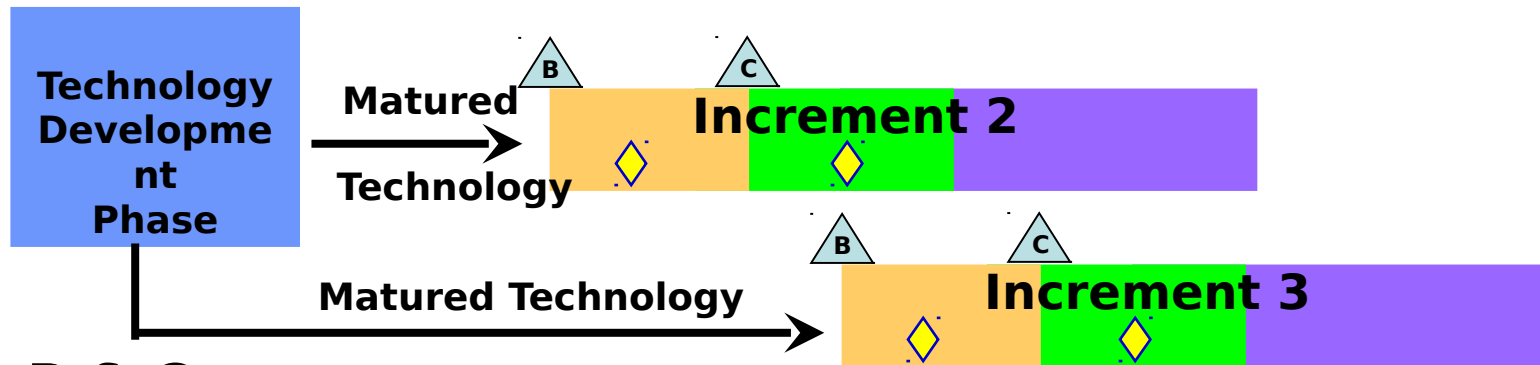 Technology
Developme
nt
Phase
Matured
Technology
B
C
Increment 2
B
C
Increment 3
Matured Technology